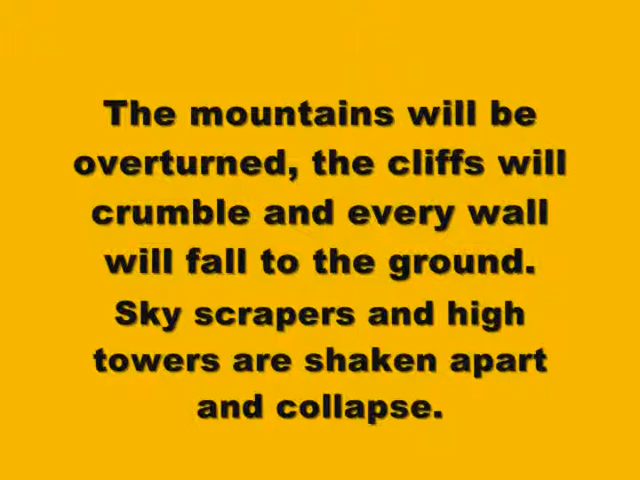 The mountains will be
overturned, the cliffs will
crumble and every wall
will fall to the ground.
Sky scrapers and high
towers are shaken apart
and collapse.